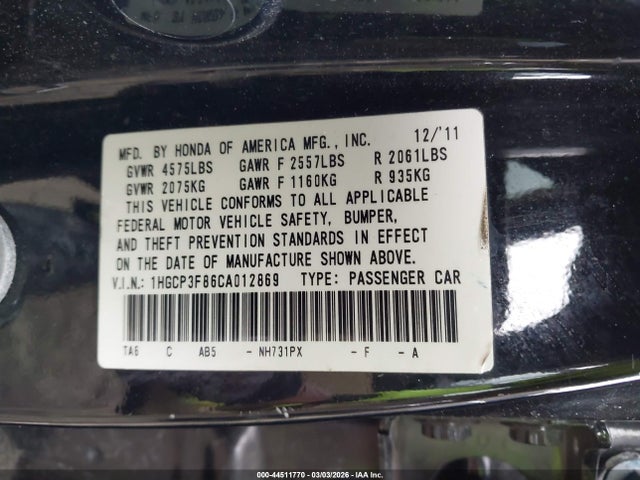 MFD. BY HONDA OF AMERICA MFG., INC. 12/'11
GVWR 4575LBS GAWR F 2557LBS R 2061LBS
GVWR 2075KG GAWR F 1160KG R 935KG
THIS VEHICLE CONFORMS TO ALL APPLICABLE
FEDERAL MOTOR VEHICLE SAFETY, BUMPER,
AND THEFT PREVENTION STANDARDS IN EFFECT
ON THE DATE OF MANUFACTURE SHOWN ABOVE.
V.I.N.: 1HGCP3F86CA012869 TYPE: PASSENGER CAR
TA6 C AB5 - NH731PX - F - A
000-44511770 - 03/03/2026 - IAA Inc.